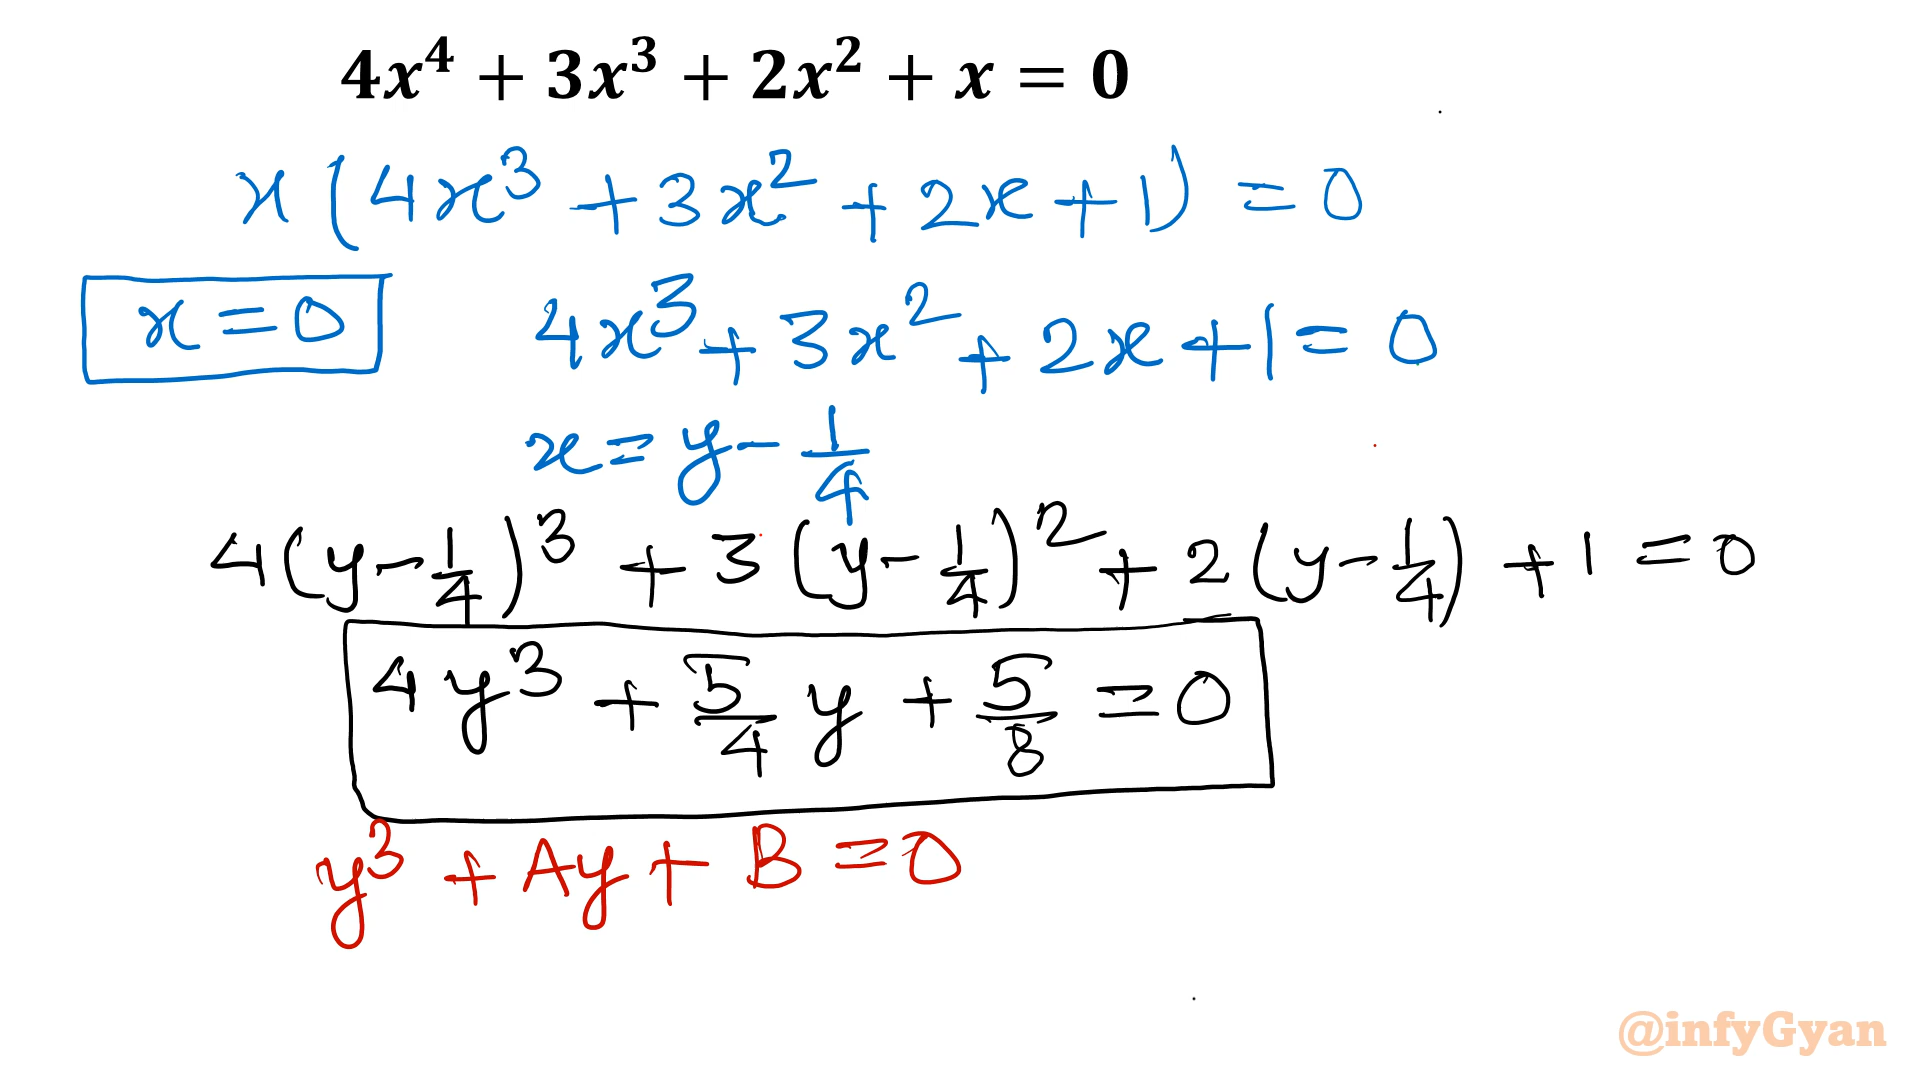 4x⁴ + 3x³ + 2x² + x = 0
x(4x³ + 3x² + 2x + 1) = 0
x = 0    4x³ + 3x² + 2x + 1 = 0
x = y - 1/4
4(y - 1/4)³ + 3(y - 1/4)² + 2(y - 1/4) + 1 = 0
4y³ + 5/4 y + 5/8 = 0
y³ + Ay + B = 0
@infyGyan